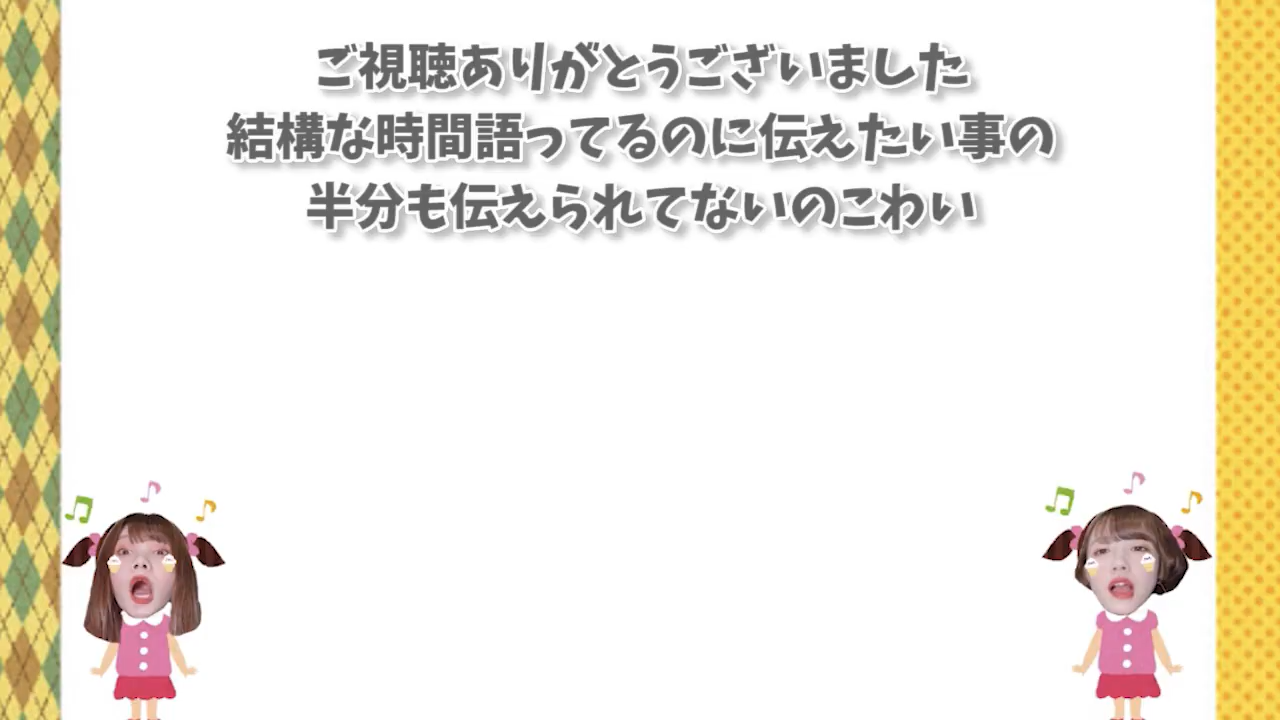 ご視聴ありがとうございました
結構な時間語ってるのに伝えたい事の
半分も伝えられてないのこわい